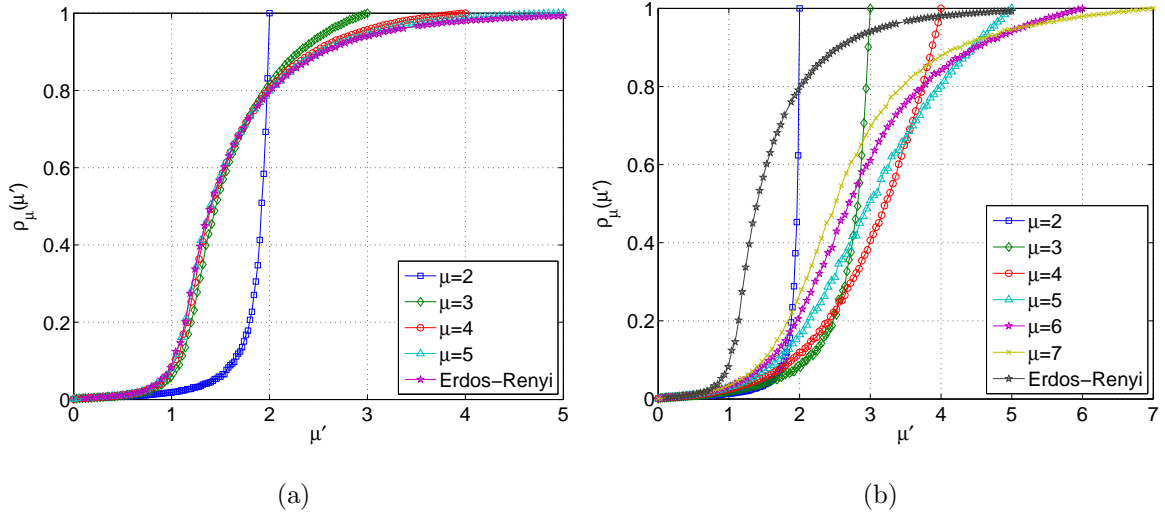 1
0.8
0.6
0.4
0.2
0
0 1 2 3 4 5
ρμ(μ′)
μ′
μ=2
μ=3
μ=4
μ=5
Erdos−Renyi
(a)
1
0.8
0.6
0.4
0.2
0
0 1 2 3 4 5 6 7
ρμ(μ′)
μ′
μ=2
μ=3
μ=4
μ=5
μ=6
μ=7
Erdos−Renyi
(b)